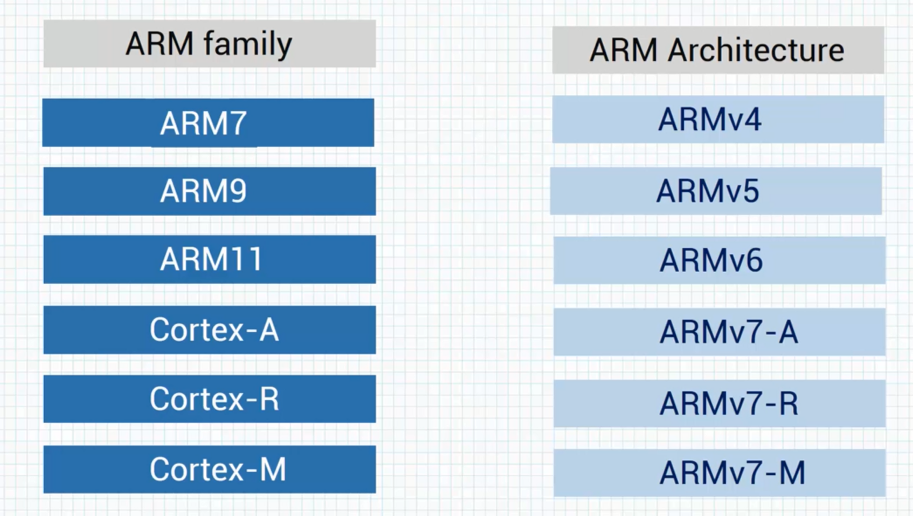 ARM family
ARM Architecture
ARM7
ARMv4
ARM9
ARMv5
ARM11
ARMv6
Cortex-A
ARMv7-A
Cortex-R
ARMv7-R
Cortex-M
ARMv7-M